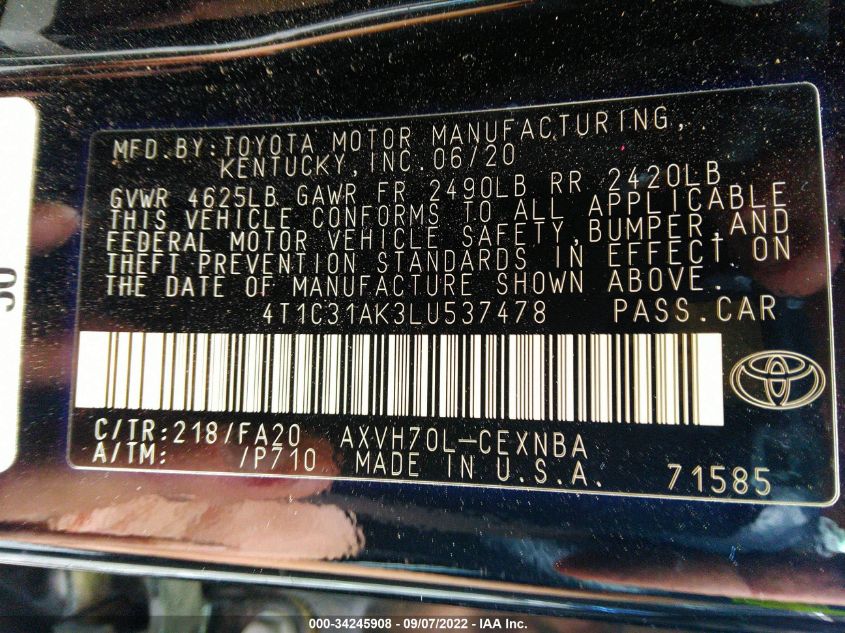 MFD.BY:TOYOTA MOTOR MANUFACTURING,
KENTUCKY,INC.06/20
GVWR 4625LB GAWR FR 2490LB RR 2420LB
THIS VEHICLE CONFORMS TO ALL APPLICABLE
FEDERAL MOTOR VEHICLE SAFETY,BUMPER,AND
THEFT PREVENTION STANDARDS IN EFFECT ON
THE DATE OF MANUFACTURE SHOWN ABOVE.
4T1C31AK3LU537478 PASS.CAR
C/TR:218/FA20 AXVH70L-CEXNBA
A/TM: /P710 MADE IN U.S.A. 71585
000-34245908 - 09/07/2022 - IAA Inc.